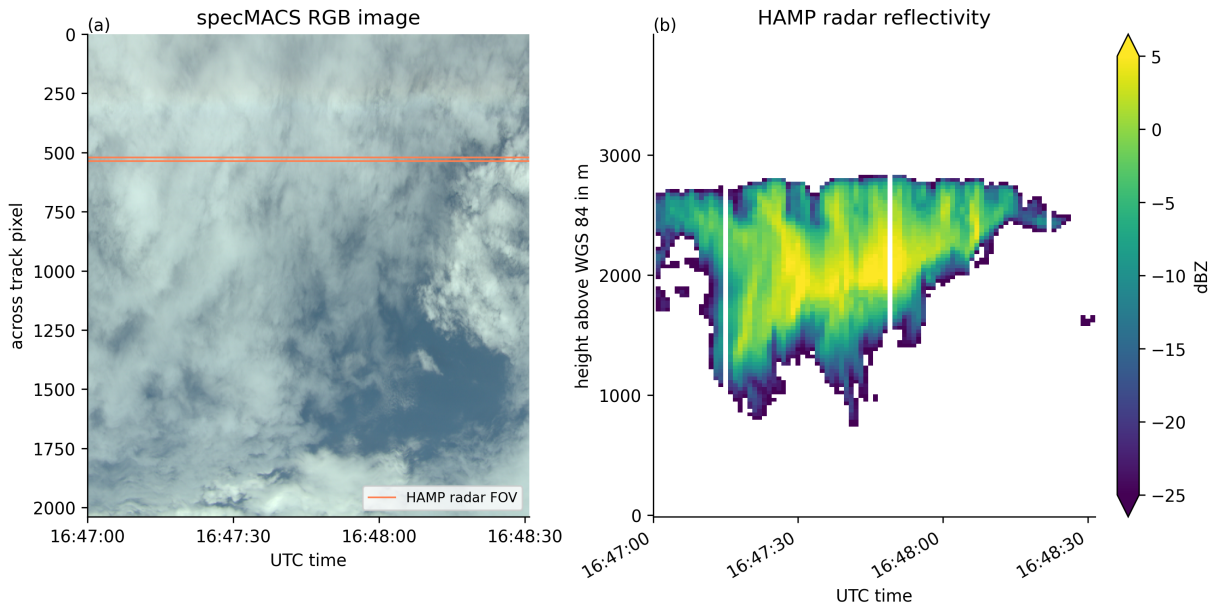 (a)
specMACS RGB image
across track pixel
0
250
500
750
1000
1250
1500
1750
2000
HAMP radar FOV
16:47:00
16:47:30
16:48:00
16:48:30
UTC time
(b)
HAMP radar reflectivity
height above WGS 84 in m
3000
2000
1000
0
16:47:00
16:47:30
16:48:00
16:48:30
UTC time
5
0
−5
−10
−15
−20
−25
dBZ